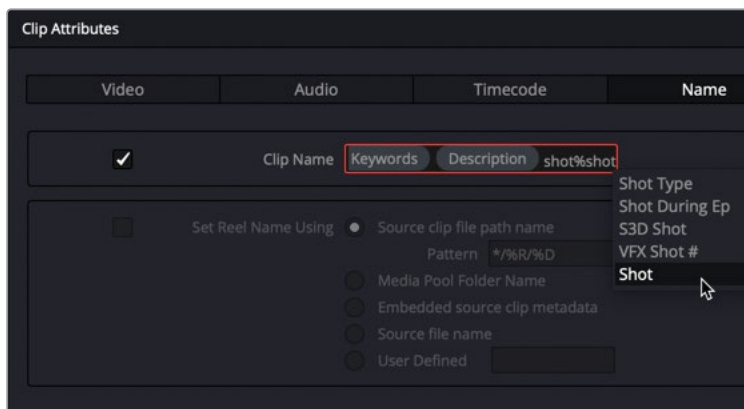 Clip Attributes
Video Audio Timecode Name
Clip Name Keywords Description shot%shot
Shot Type
Shot During Ep
S3D Shot
VFX Shot #
Shot
Set Reel Name Using Source clip file path name
Pattern */%R/%D
Media Pool Folder Name
Embedded source clip metadata
Source file name
User Defined